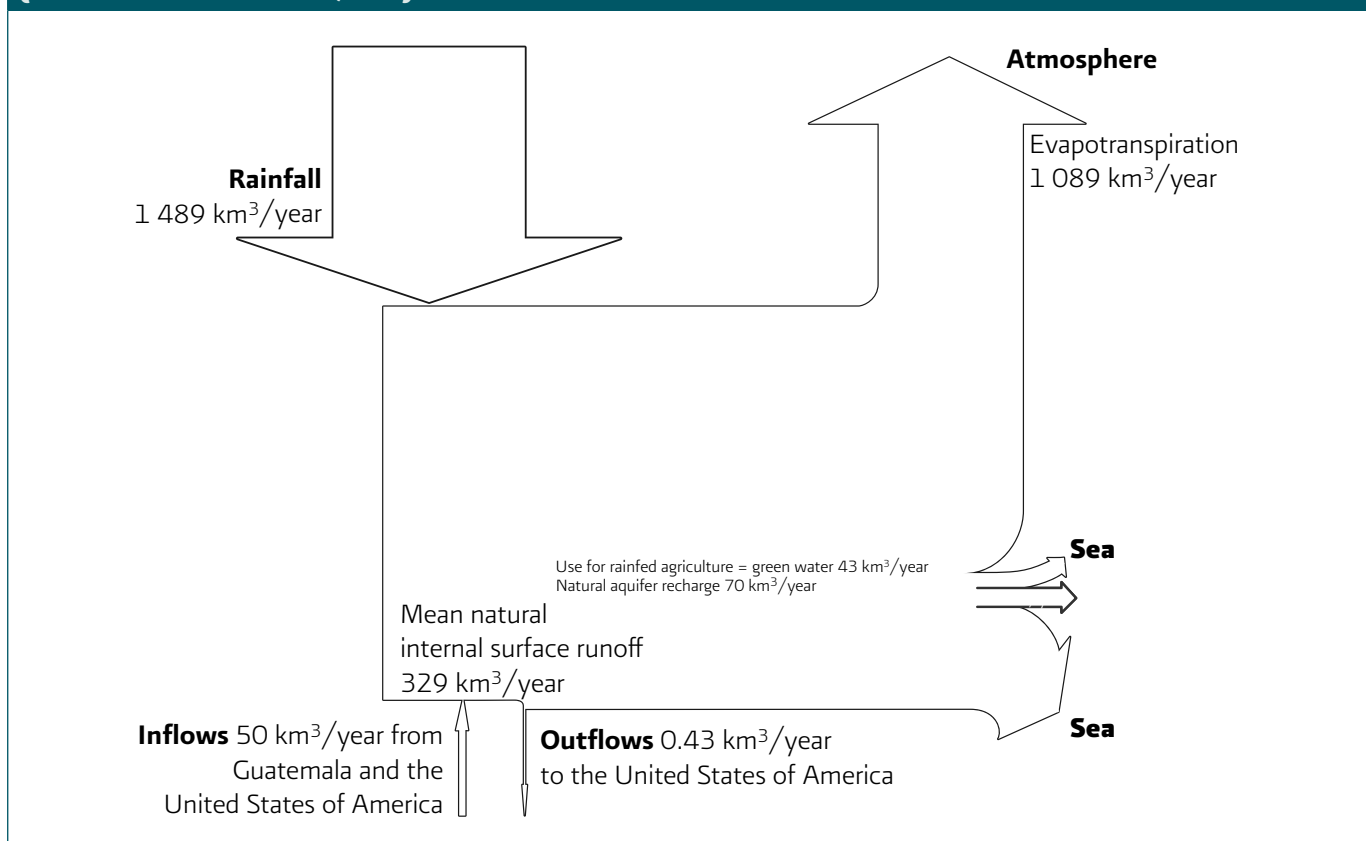 Atmosphere
Evapotranspiration
1 089 km³/year
Rainfall
1 489 km³/year
Sea
Use for rainfed agriculture = green water 43 km³/year
Natural aquifer recharge 70 km³/year
Mean natural
internal surface runoff
329 km³/year
Inflows 50 km³/year from
Guatemala and the
United States of America
Outflows 0.43 km³/year
to the United States of America
Sea